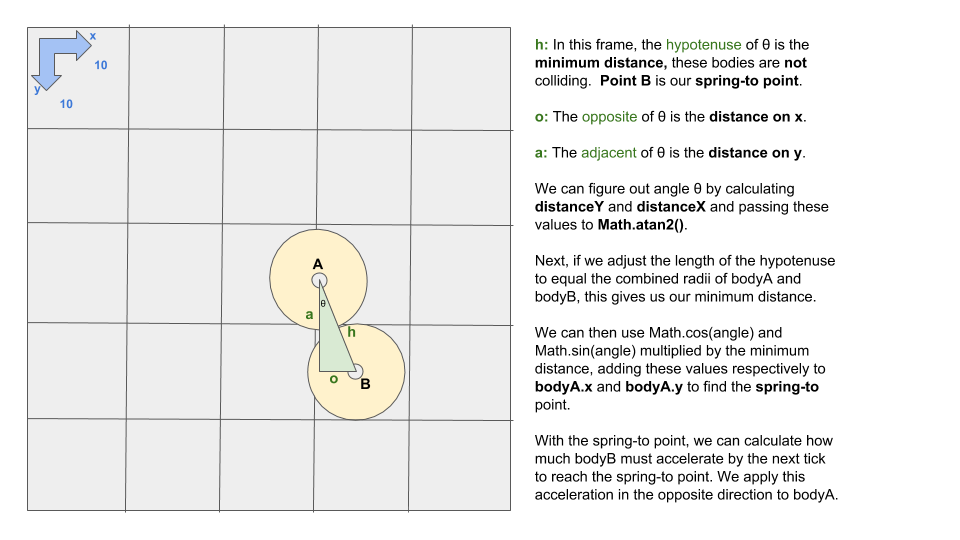 x
10
y
10
A
θ
a
h
o
B
h: In this frame, the hypotenuse of θ is the
minimum distance, these bodies are not
colliding. Point B is our spring-to point.
o: The opposite of θ is the distance on x.
a: The adjacent of θ is the distance on y.
We can figure out angle θ by calculating
distanceY and distanceX and passing these
values to Math.atan2().
Next, if we adjust the length of the hypotenuse
to equal the combined radii of bodyA and
bodyB, this gives us our minimum distance.
We can then use Math.cos(angle) and
Math.sin(angle) multiplied by the minimum
distance, adding these values respectively to
bodyA.x and bodyA.y to find the spring-to
point.
With the spring-to point, we can calculate how
much bodyB must accelerate by the next tick
to reach the spring-to point. We apply this
acceleration in the opposite direction to bodyA.